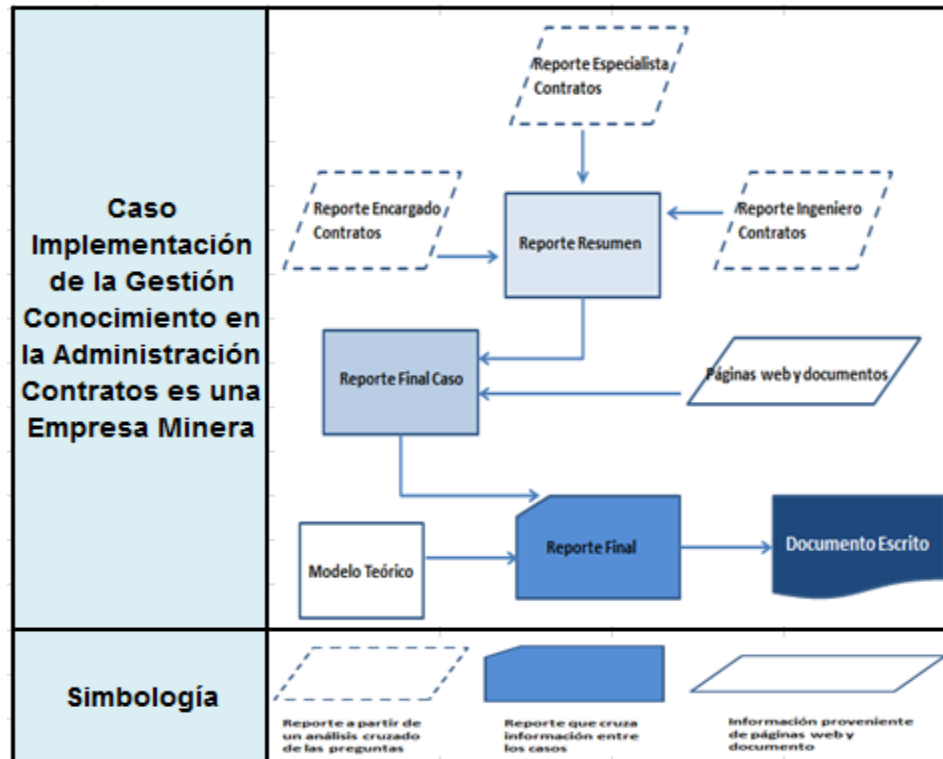 Caso
Implementación
de la Gestión
Conocimiento en
la Administración
Contratos es una
Empresa Minera
Reporte Especialista
Contratos
Reporte Encargado
Contratos
Reporte Resumen
Reporte Ingeniero
Contratos
Reporte Final Caso
Páginas web y documentos
Modelo Teórico
Reporte Final
Documento Escrito
Simbología
Reporte a partir de
un análisis cruzado
de las preguntas
Reporte que cruza
información entre
los casos
Información proveniente
de páginas web y
documento